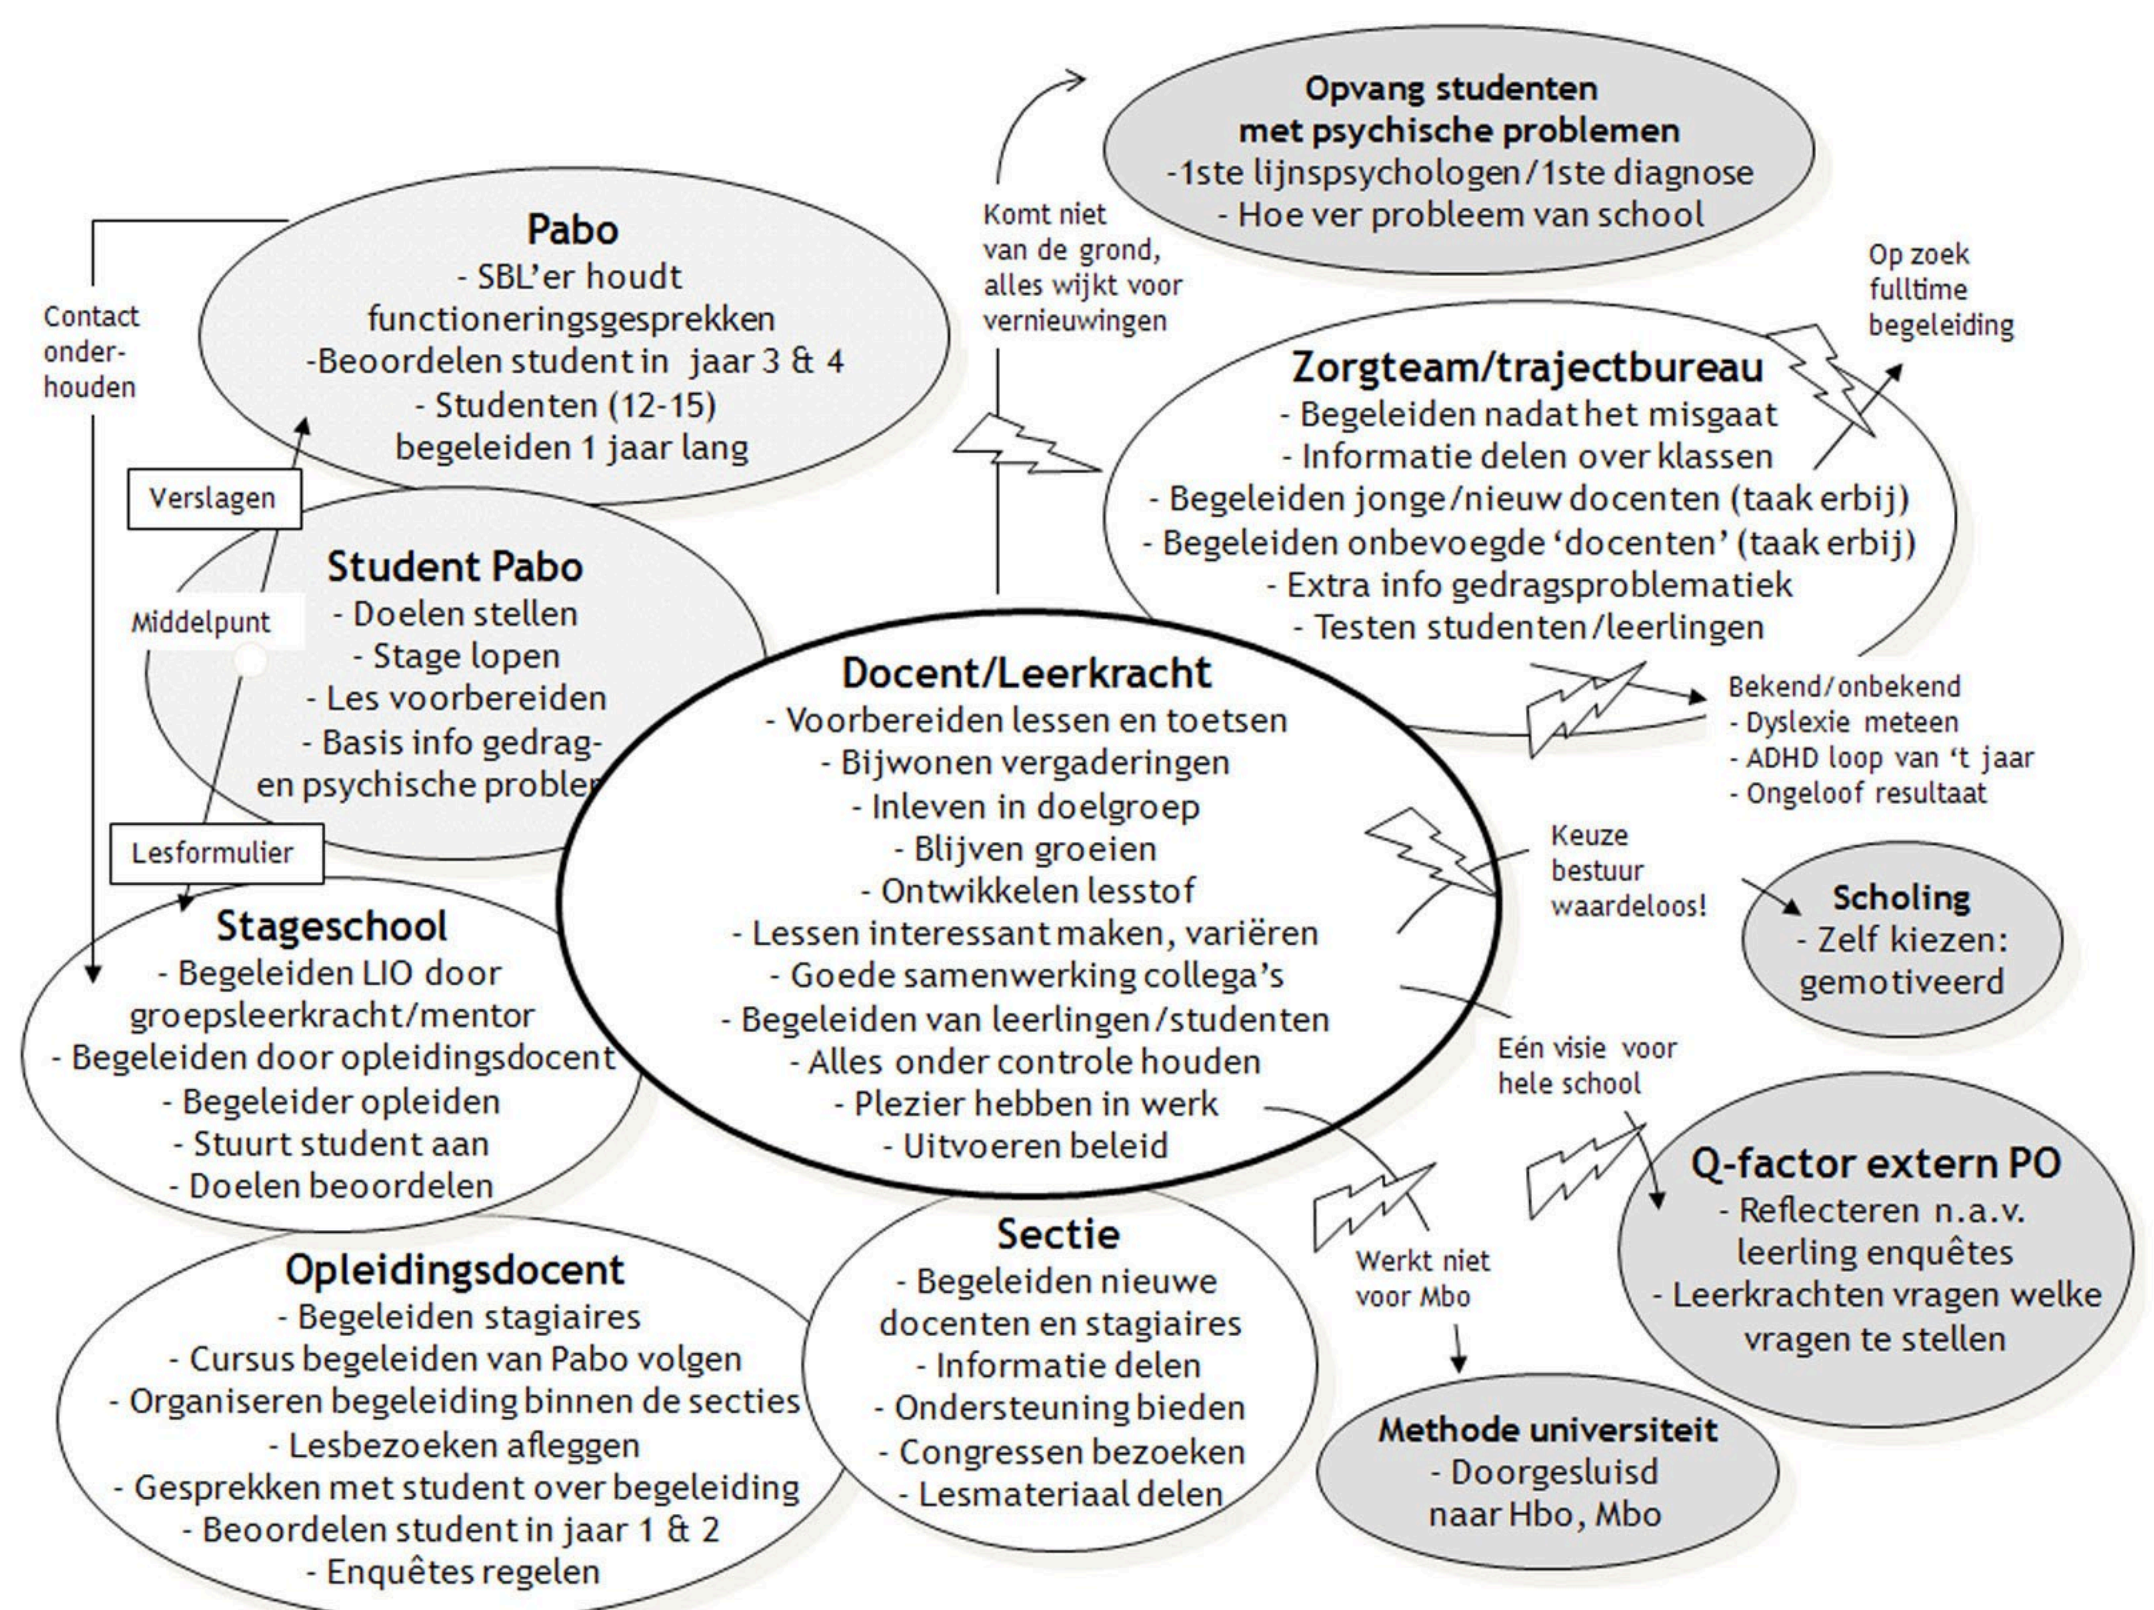 Opvang studenten
met psychische problemen
-1ste lijnspsychologen/1ste diagnose
- Hoe ver probleem van school
Komt niet
van de grond,
alles wijkt voor
vernieuwingen
Op zoek
fulltime
begeleiding
Pabo
- SBL'er houdt
functioneringsgesprekken
-Beoordelen student in jaar 3 & 4
- Studenten (12-15)
begeleiden 1 jaar lang
Contact
onder-
houden
Verslagen
Zorgteam/trajectbureau
- Begeleiden nadat het misgaat
- Informatie delen over klassen
- Begeleiden jonge/nieuw docenten (taak erbij)
- Begeleiden onbevoegde ‘docenten’ (taak erbij)
- Extra info gedragsproblematiek
- Testen studenten/leerlingen
Student Pabo
- Doelen stellen
- Stage lopen
- Les voorbereiden
- Basis info gedrag-
en psychische problem
Middelpunt
Lesformulier
Docent/Leerkracht
- Voorbereiden lessen en toetsen
- Bijwonen vergaderingen
- Inleven in doelgroep
- Blijven groeien
- Ontwikkelen lesstof
- Lessen interessant maken, variëren
- Goede samenwerking collega's
- Begeleiden van leerlingen/studenten
- Alles onder controle houden
- Plezier hebben in werk
- Uitvoeren beleid
Bekend/onbekend
- Dyslexie meteen
- ADHD loop van ‘t jaar
- Ongeloof resultaat
Keuze
bestuur
waardeloos!
Scholing
- Zelf kiezen:
gemotiveerd
Stageschool
- Begeleiden LIO door
groepsleerkracht/mentor
- Begeleiden door opleidingsdocent
- Begeleider opleiden
- Stuurt student aan
- Doelen beoordelen
Eén visie voor
hele school
Q-factor extern PO
- Reflecteren n.a.v.
leerling enquêtes
- Leerkrachten vragen welke
vragen te stellen
Opleidingsdocent
- Begeleiden stagiaires
- Cursus begeleiden van Pabo volgen
- Organiseren begeleiding binnen de secties
- Lesbezoeken afleggen
- Gesprekken met student over begeleiding
- Beoordelen student in jaar 1 & 2
- Enquêtes regelen
Sectie
- Begeleiden nieuwe
docenten en stagiaires
- Informatie delen
- Ondersteuning bieden
- Congressen bezoeken
- Lesmateriaal delen
Werkt niet
voor Mbo
Methode universiteit
- Doorgesluisd
naar Hbo, Mbo